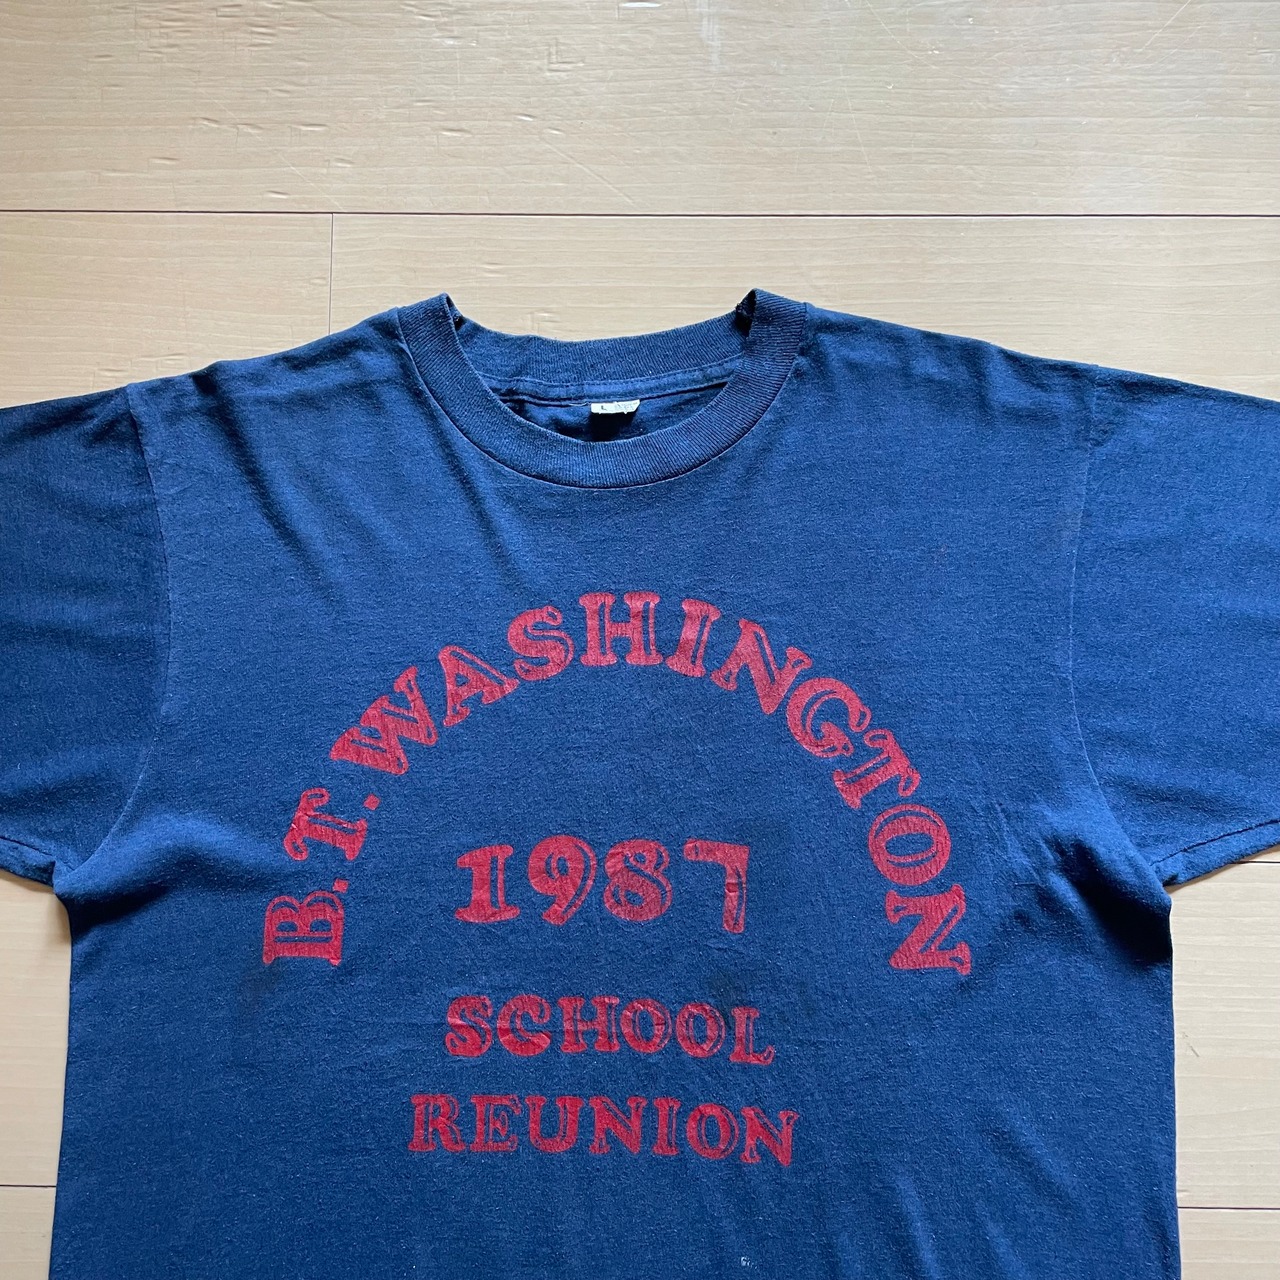 B.T. WASHINGTON
1987
SCHOOL
REUNION
L